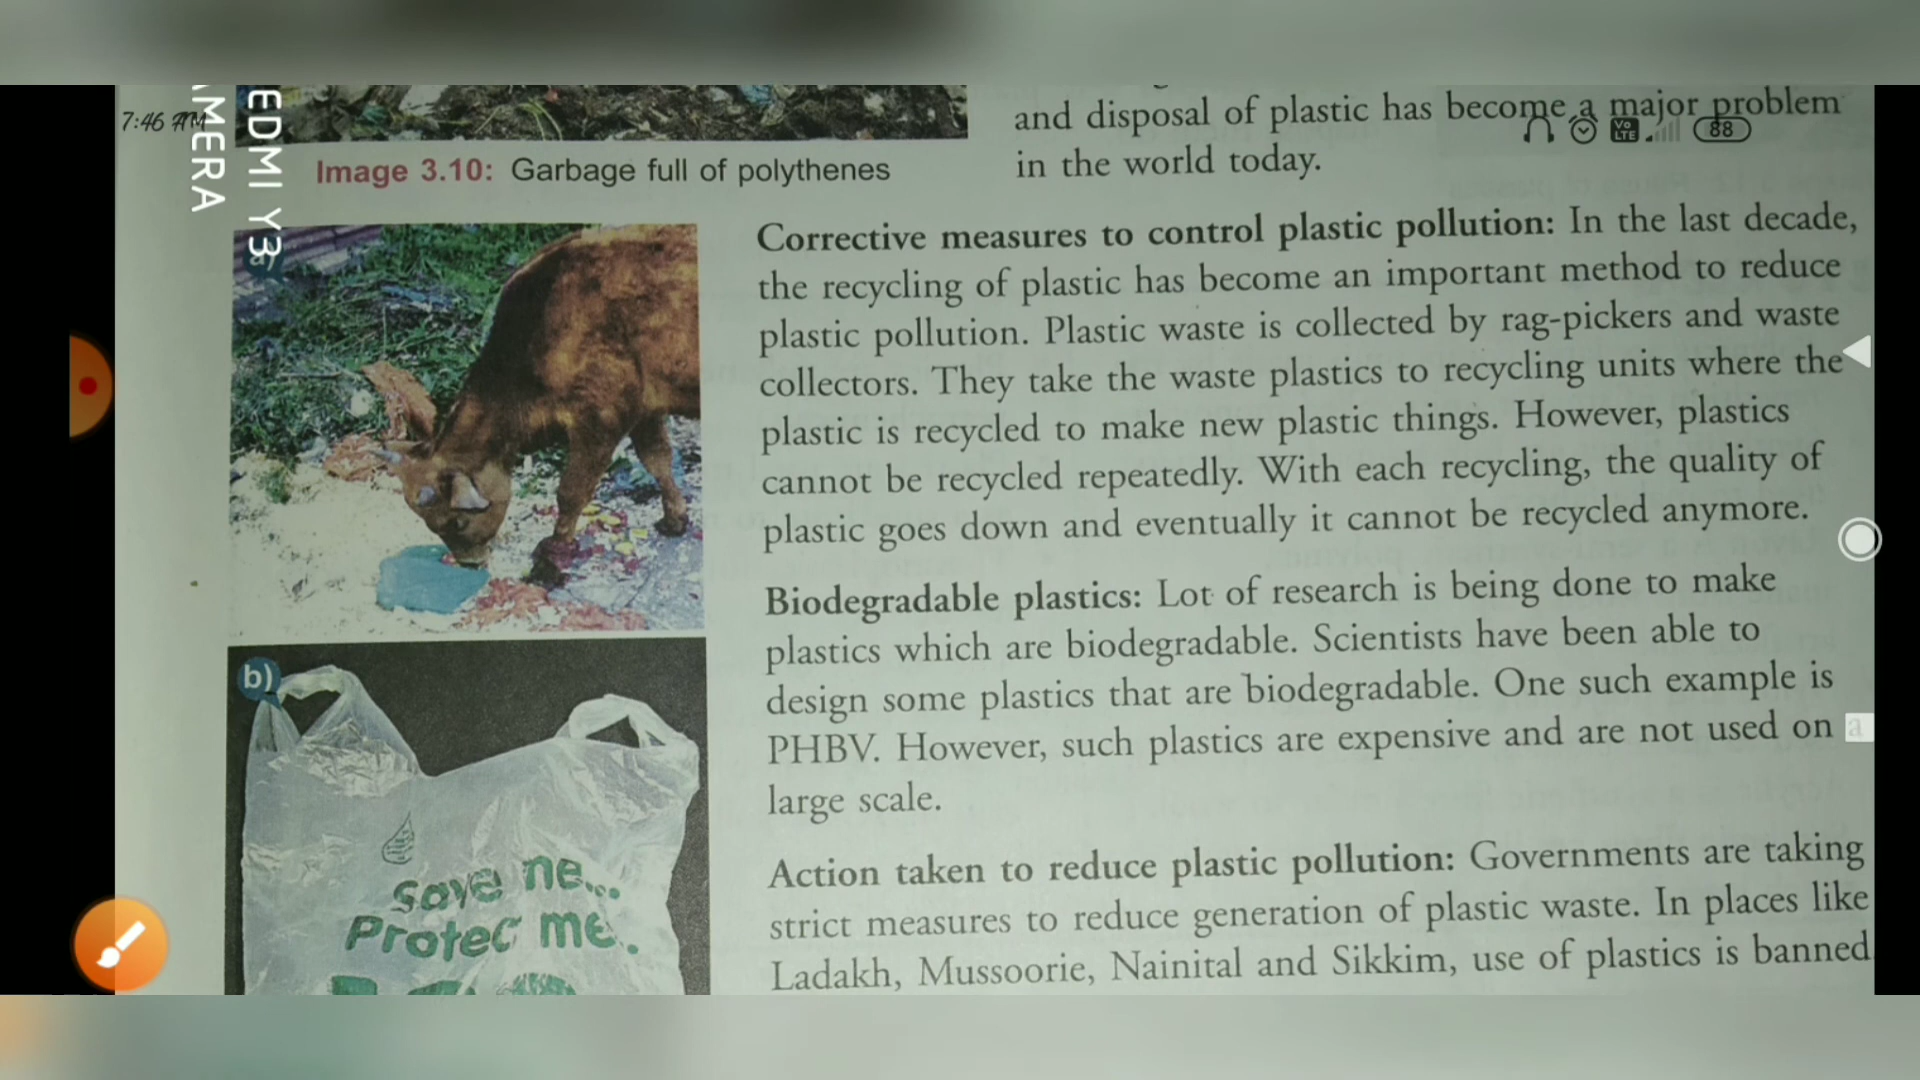 and disposal of plastic has become a major problem
in the world today.
7:46 AM
88
EDMI Y3
MERA
Image 3.10: Garbage full of polythenes
Corrective measures to control plastic pollution: In the last decade,
the recycling of plastic has become an important method to reduce
plastic pollution. Plastic waste is collected by rag-pickers and waste
collectors. They take the waste plastics to recycling units where the
plastic is recycled to make new plastic things. However, plastics
cannot be recycled repeatedly. With each recycling, the quality of
plastic goes down and eventually it cannot be recycled anymore.
Biodegradable plastics: Lot of research is being done to make
plastics which are biodegradable. Scientists have been able to
design some plastics that are biodegradable. One such example is
PHBV. However, such plastics are expensive and are not used on a
large scale.
Action taken to reduce plastic pollution: Governments are taking
strict measures to reduce generation of plastic waste. In places like
Ladakh, Mussoorie, Nainital and Sikkim, use of plastics is banned
b)
save me...
Protect me..